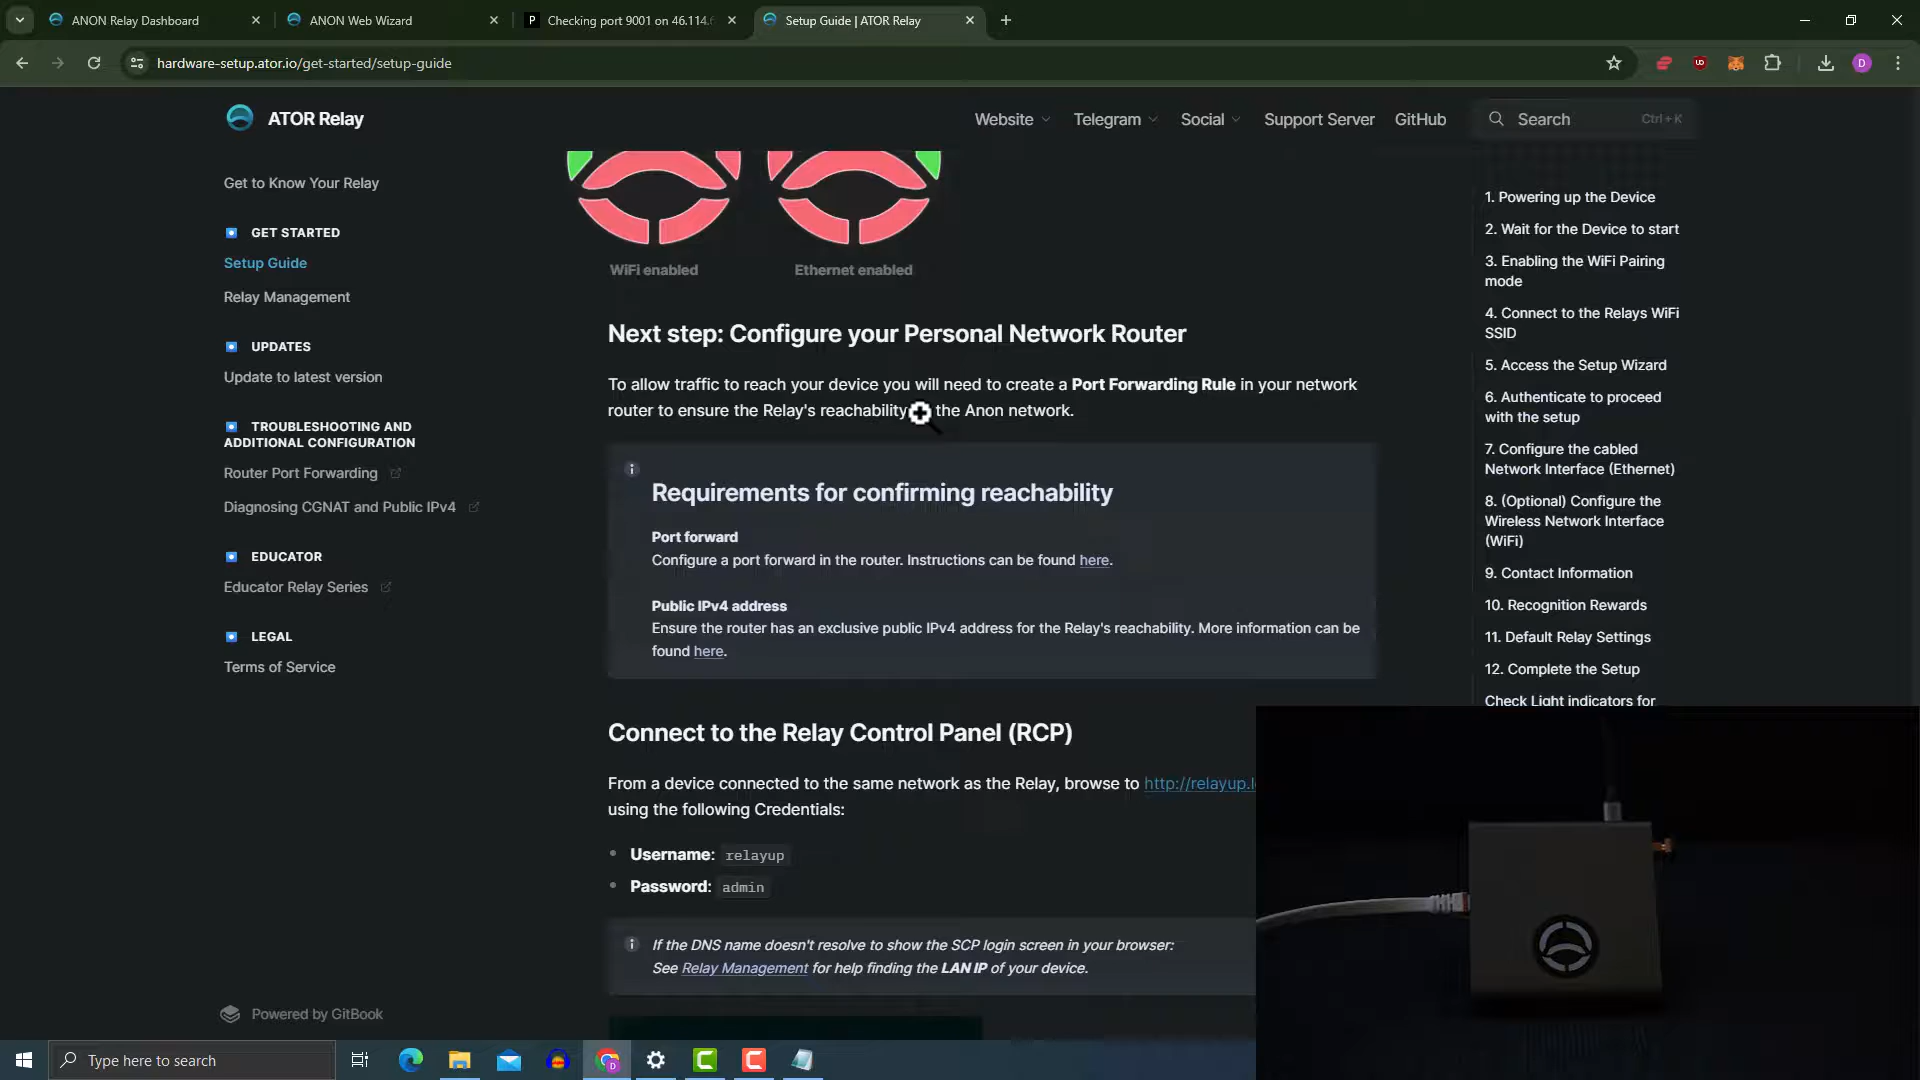 ANON Relay Dashboard
ANON Web Wizard
P Checking port 9001 on 46.114.
Setup Guide | ATOR Relay
hardware-setup.ator.io/get-started/setup-guide
UD
D
ATOR Relay
Website
Telegram
Social
Support Server
GitHub
Search
Ctrl + K
Get to Know Your Relay
GET STARTED
Setup Guide
Relay Management
UPDATES
Update to latest version
TROUBLESHOOTING AND
ADDITIONAL CONFIGURATION
Router Port Forwarding
Diagnosing CGNAT and Public IPv4
EDUCATOR
Educator Relay Series
LEGAL
Terms of Service
Powered by GitBook
WiFi enabled
Ethernet enabled
Next step: Configure your Personal Network Router
To allow traffic to reach your device you will need to create a Port Forwarding Rule in your network
router to ensure the Relay's reachability the Anon network.
Requirements for confirming reachability
Port forward
Configure a port forward in the router. Instructions can be found here.
Public IPv4 address
Ensure the router has an exclusive public IPv4 address for the Relay's reachability. More information can be
found here.
Connect to the Relay Control Panel (RCP)
From a device connected to the same network as the Relay, browse to http://relayup.l
using the following Credentials:
Username: relayup
Password: admin
If the DNS name doesn't resolve to show the SCP login screen in your browser:
See Relay Management for help finding the LAN IP of your device.
1. Powering up the Device
2. Wait for the Device to start
3. Enabling the WiFi Pairing
mode
4. Connect to the Relays WiFi
SSID
5. Access the Setup Wizard
6. Authenticate to proceed
with the setup
7. Configure the cabled
Network Interface (Ethernet)
8. (Optional) Configure the
Wireless Network Interface
(WiFi)
9. Contact Information
10. Recognition Rewards
11. Default Relay Settings
12. Complete the Setup
Check Light indicators for
Type here to search
D